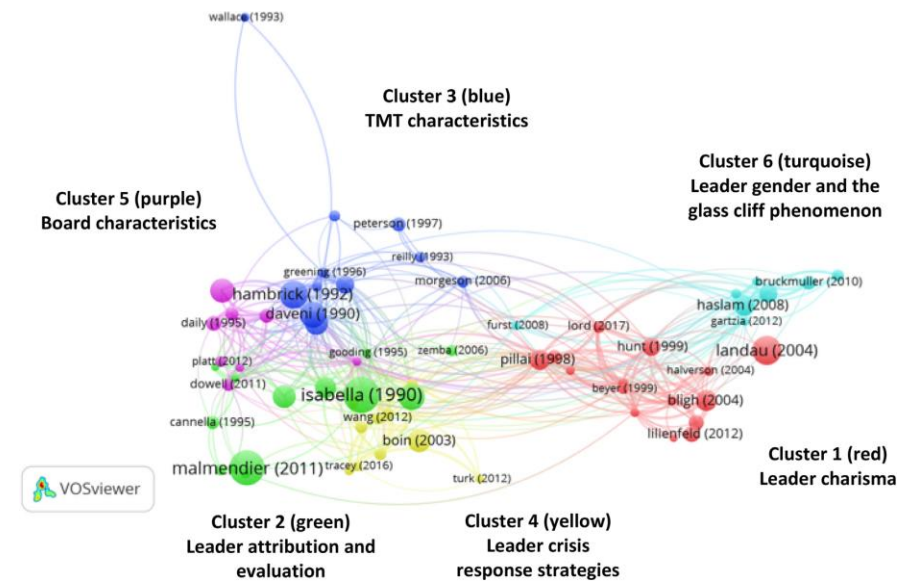 wallace (1993)
Cluster 3 (blue)
TMT characteristics
Cluster 6 (turquoise)
Leader gender and the
glass cliff phenomenon
Cluster 5 (purple)
Board characteristics
peterson (1997)
reilly (1993)
greening (1996)
morgeson (2006)
bruckmuller (2010)
hambrick (1992)
haslam (2008)
daveni (1990)
gartzia (2012)
daily (1995)
furst (2008)
lord (2017)
hunt (1999)
landau (2004)
gooding (1995)
zemba (2006)
pillai (1998)
platt (2012)
halverson (2004)
dowell (2011)
beyer (1999)
isabella (1990)
bligh (2004)
cannella (1995)
wang (2012)
lilienfeld (2012)
boin (2003)
malmendier (2011)
tracey (2016)
turk (2012)
Cluster 1 (red)
Leader charisma
VOSviewer
Cluster 2 (green)
Leader attribution and
evaluation
Cluster 4 (yellow)
Leader crisis
response strategies